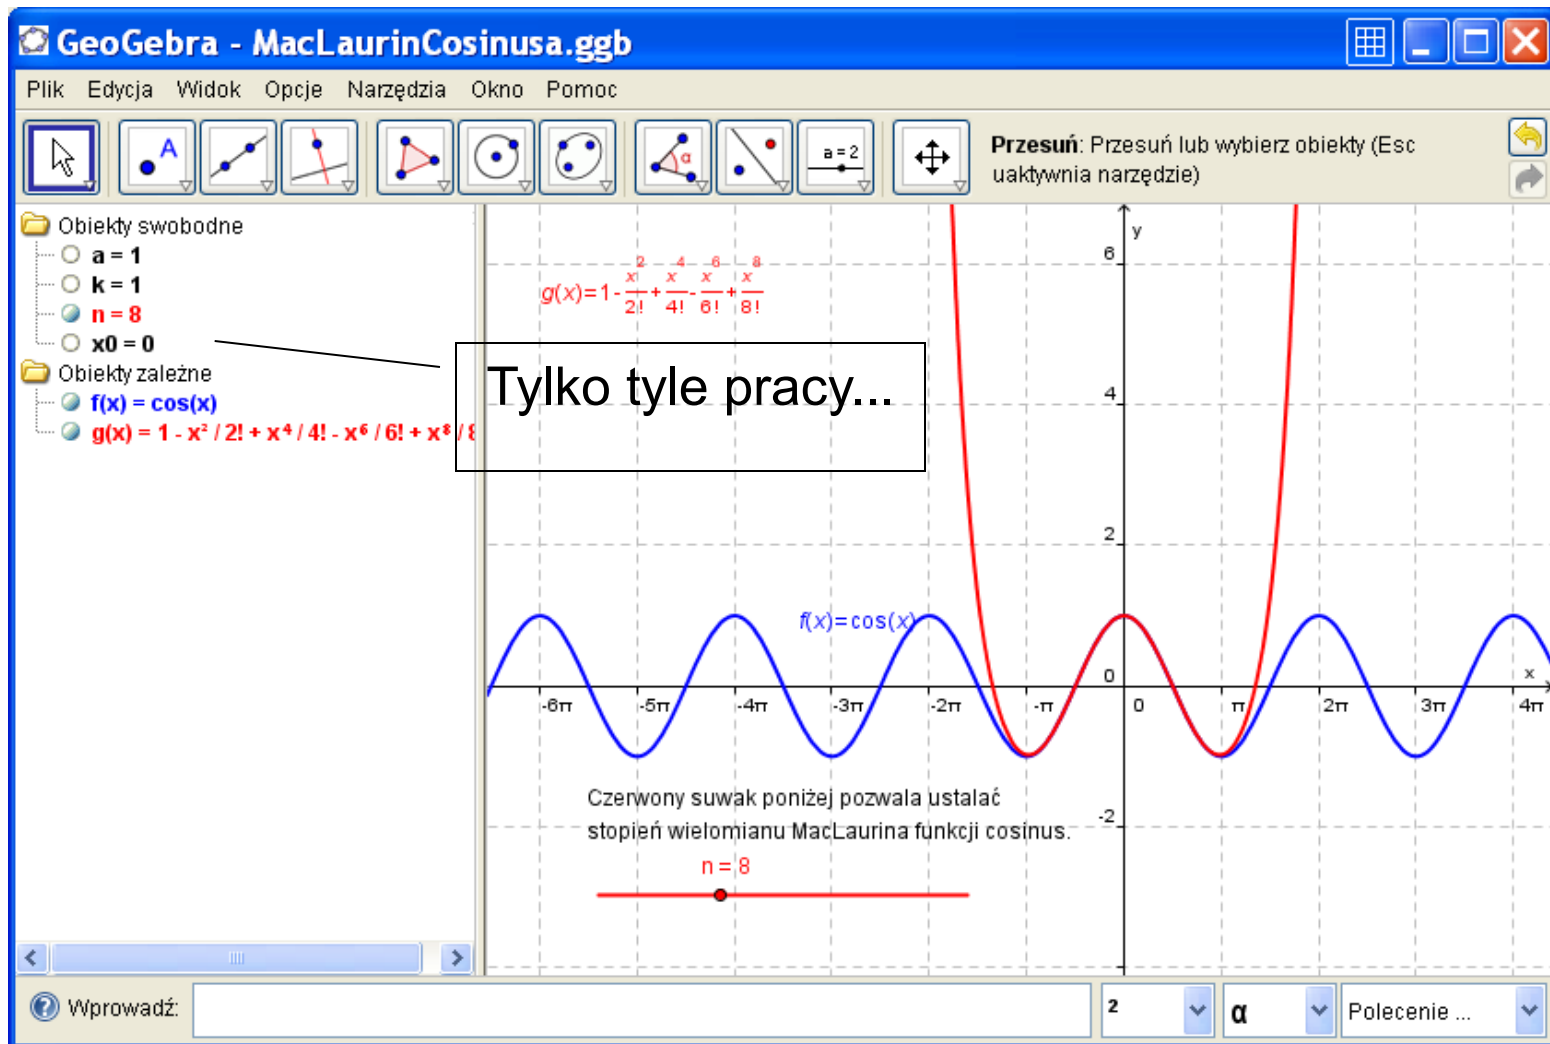 GeoGebra - MacLaurinCosinusa.ggb
Plik Edycja Widok Opcje Narzędzia Okno Pomoc
A
α
a = 2
Przesuń: Przesuń lub wybierz obiekty (Esc
uaktywnia narzędzie)
Obiekty swobodne
a = 1
k = 1
n = 8
x0 = 0
Obiekty zależne
f(x) = cos(x)
g(x) = 1 - x² / 2! + x⁴ / 4! - x⁶ / 6! + x⁸ / 8
Tylko tyle pracy...
g(x)=1-x²/2!+x⁴/4!-x⁶/6!+x⁸/8!
y
6
4
2
f(x)=cos(x)
0
x
-6π -5π -4π -3π -2π -π 0 π 2π 3π 4π
-2
Czerwony suwak poniżej pozwala ustalać
stopień wielomianu MacLaurina funkcji cosinus.
n = 8
Wprowadź:
² α Polecenie ...